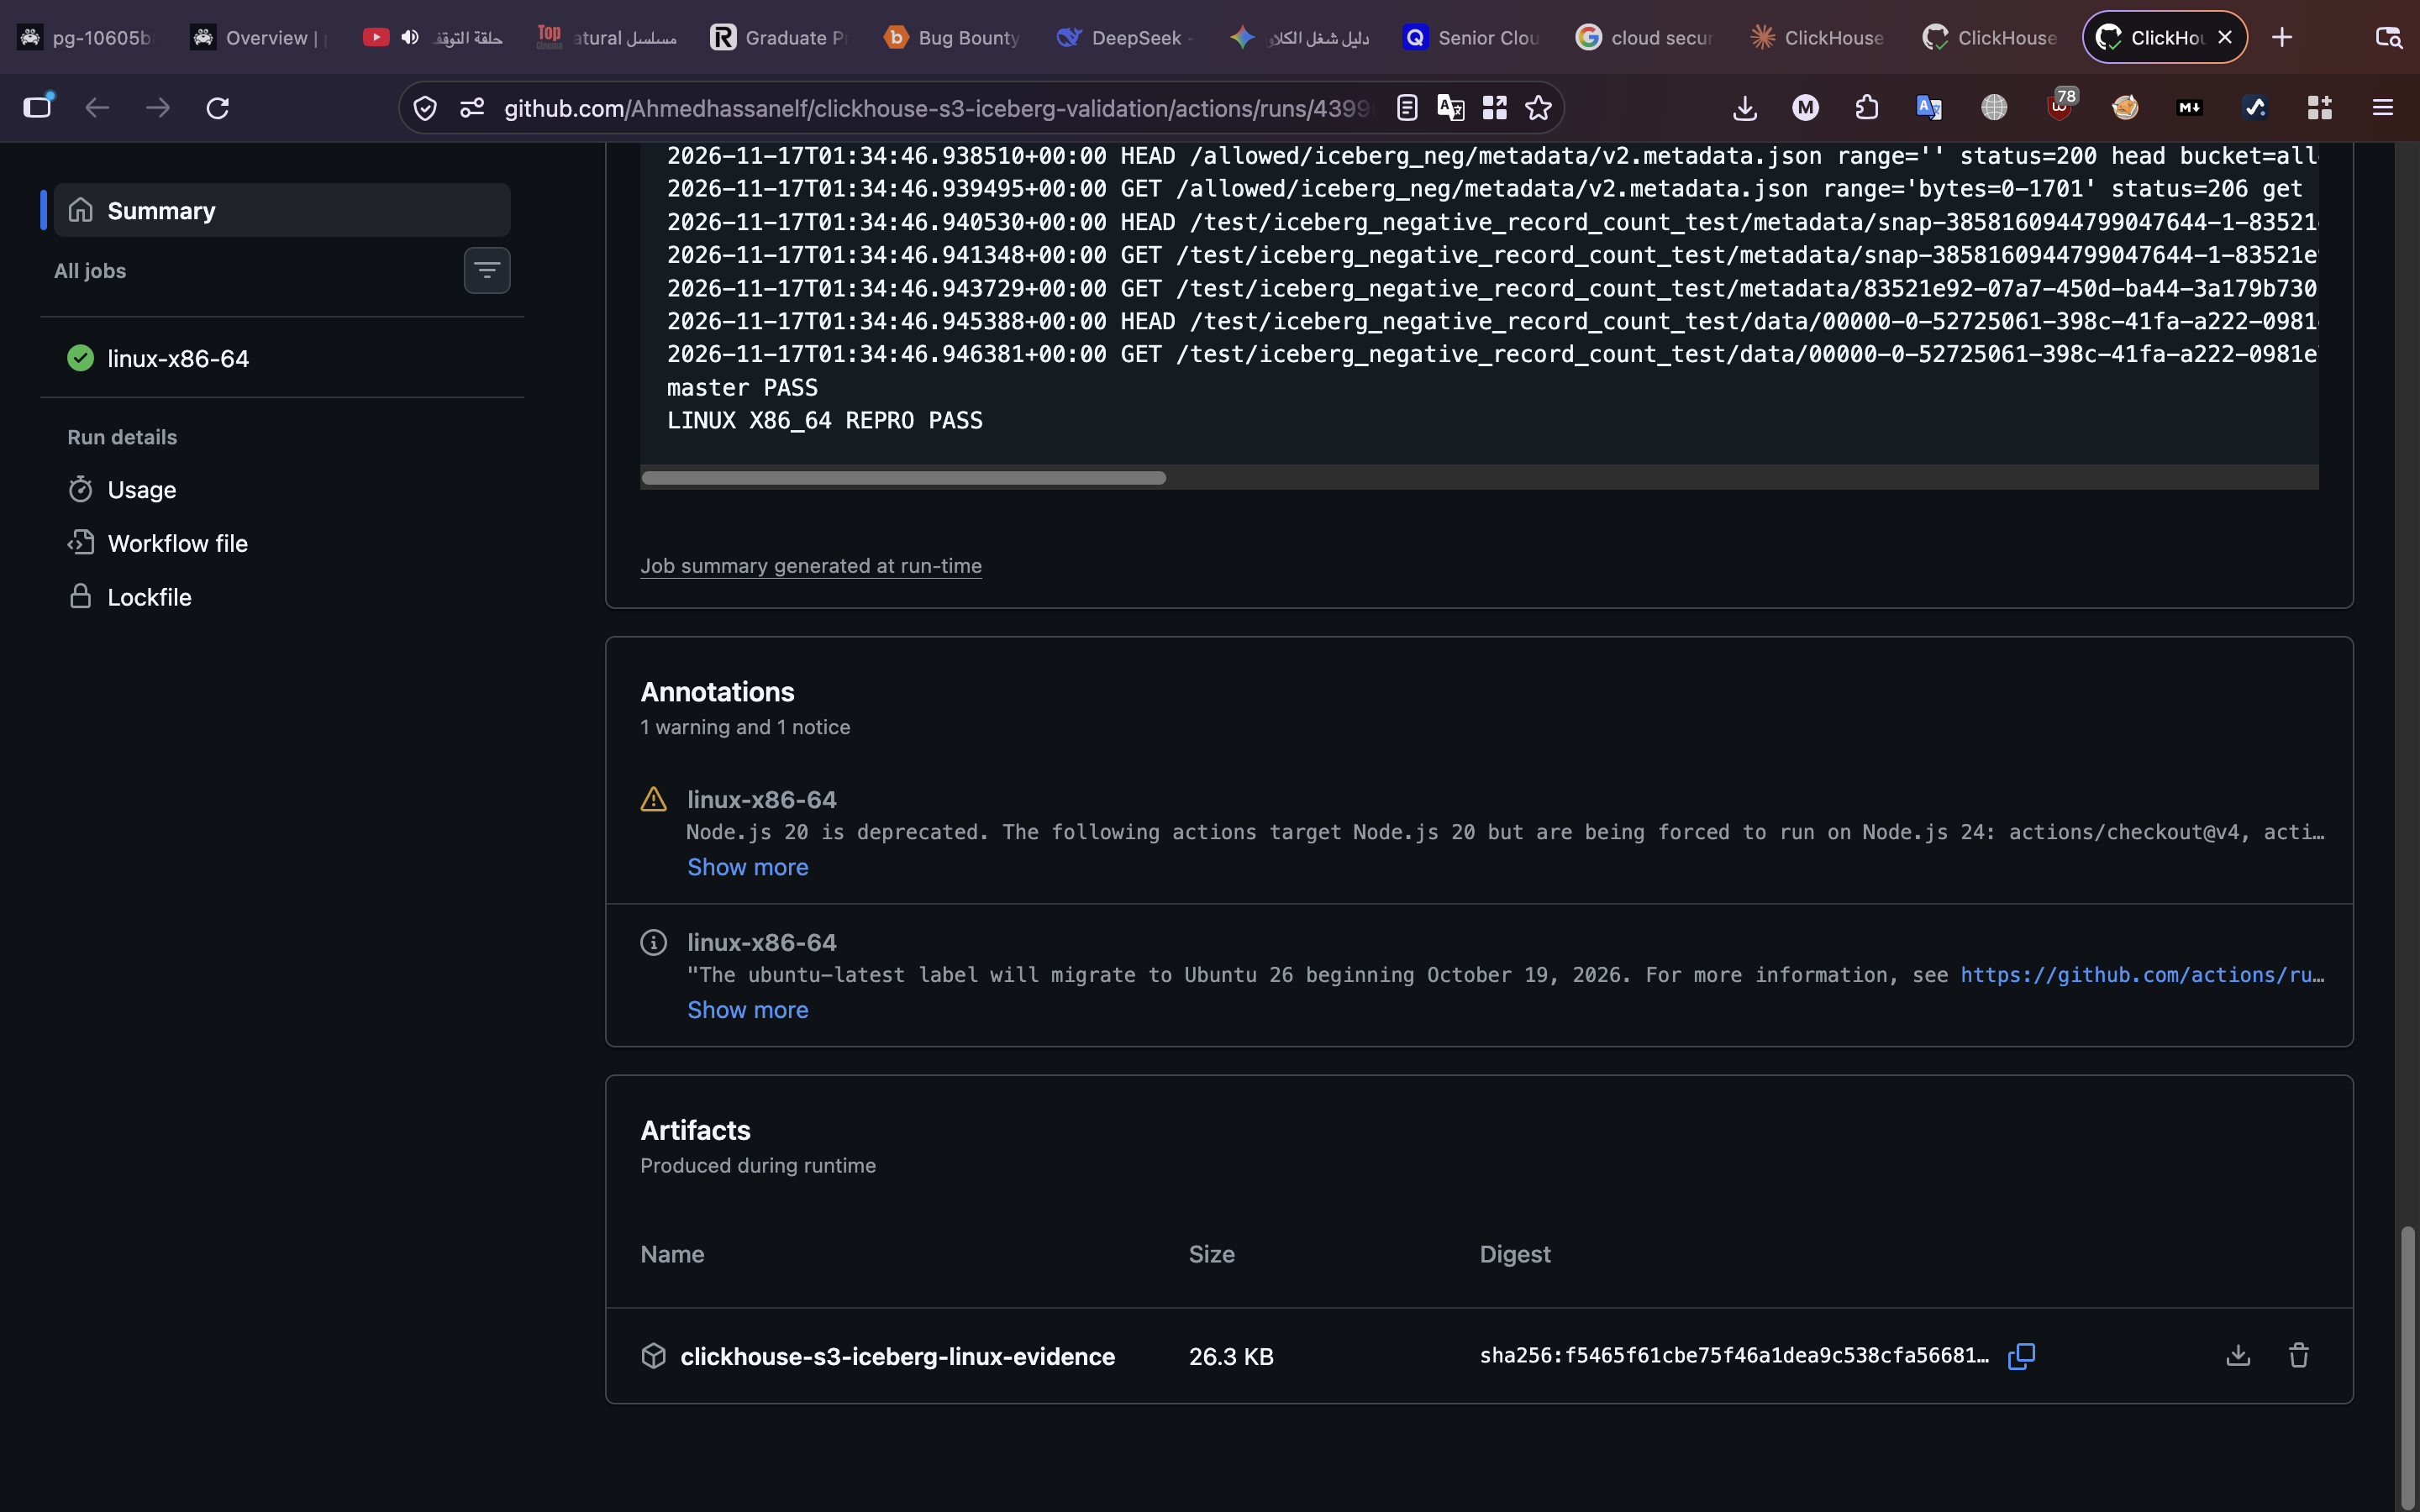 pg-10605b
Overview |
حلقة التوقف
Top Cinema
atural مسلسل
Graduate P
Bug Bounty
DeepSeek -
دليل شغل الكلاو
Senior Clou
cloud secur
ClickHouse
ClickHouse
ClickHou
github.com/Ahmedhassanelf/clickhouse-s3-iceberg-validation/actions/runs/4399
78
Summary
All jobs
linux-x86-64
Run details
Usage
Workflow file
Lockfile
2026-11-17T01:34:46.938510+00:00 HEAD /allowed/iceberg_neg/metadata/v2.metadata.json range='' status=200 head bucket=all
2026-11-17T01:34:46.939495+00:00 GET /allowed/iceberg_neg/metadata/v2.metadata.json range='bytes=0-1701' status=206 get
2026-11-17T01:34:46.940530+00:00 HEAD /test/iceberg_negative_record_count_test/metadata/snap-3858160944799047644-1-83521
2026-11-17T01:34:46.941348+00:00 GET /test/iceberg_negative_record_count_test/metadata/snap-3858160944799047644-1-83521e
2026-11-17T01:34:46.943729+00:00 GET /test/iceberg_negative_record_count_test/metadata/83521e92-07a7-450d-ba44-3a179b730
2026-11-17T01:34:46.945388+00:00 HEAD /test/iceberg_negative_record_count_test/data/00000-0-52725061-398c-41fa-a222-0981
2026-11-17T01:34:46.946381+00:00 GET /test/iceberg_negative_record_count_test/data/00000-0-52725061-398c-41fa-a222-0981e
master PASS
LINUX X86_64 REPRO PASS
Job summary generated at run-time
Annotations
1 warning and 1 notice
linux-x86-64
Node.js 20 is deprecated. The following actions target Node.js 20 but are being forced to run on Node.js 24: actions/checkout@v4, acti…
Show more
linux-x86-64
"The ubuntu-latest label will migrate to Ubuntu 26 beginning October 19, 2026. For more information, see https://github.com/actions/ru…
Show more
Artifacts
Produced during runtime
Name Size Digest
clickhouse-s3-iceberg-linux-evidence 26.3 KB sha256:f5465f61cbe75f46a1dea9c538cfa56681…